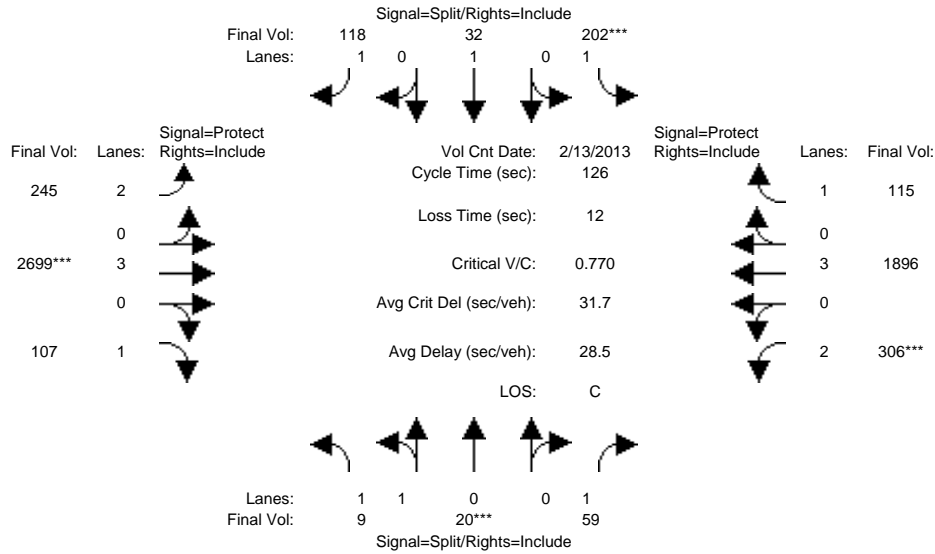 Signal=Split/Rights=Include
Final Vol: 118 32 202***
Lanes: 1 0 1 0 1
Signal=Protect
Final Vol: Lanes: Rights=Include
Vol Cnt Date: 2/13/2013
Signal=Protect
Rights=Include Lanes: Final Vol:
Cycle Time (sec): 126
245 2
1 115
Loss Time (sec): 12
0
0
2699*** 3
Critical V/C: 0.770
3 1896
0
Avg Crit Del (sec/veh): 31.7
0
107 1
Avg Delay (sec/veh): 28.5
2 306***
LOS: C
Lanes: 1 1 0 0 1
Final Vol: 9 20*** 59
Signal=Split/Rights=Include